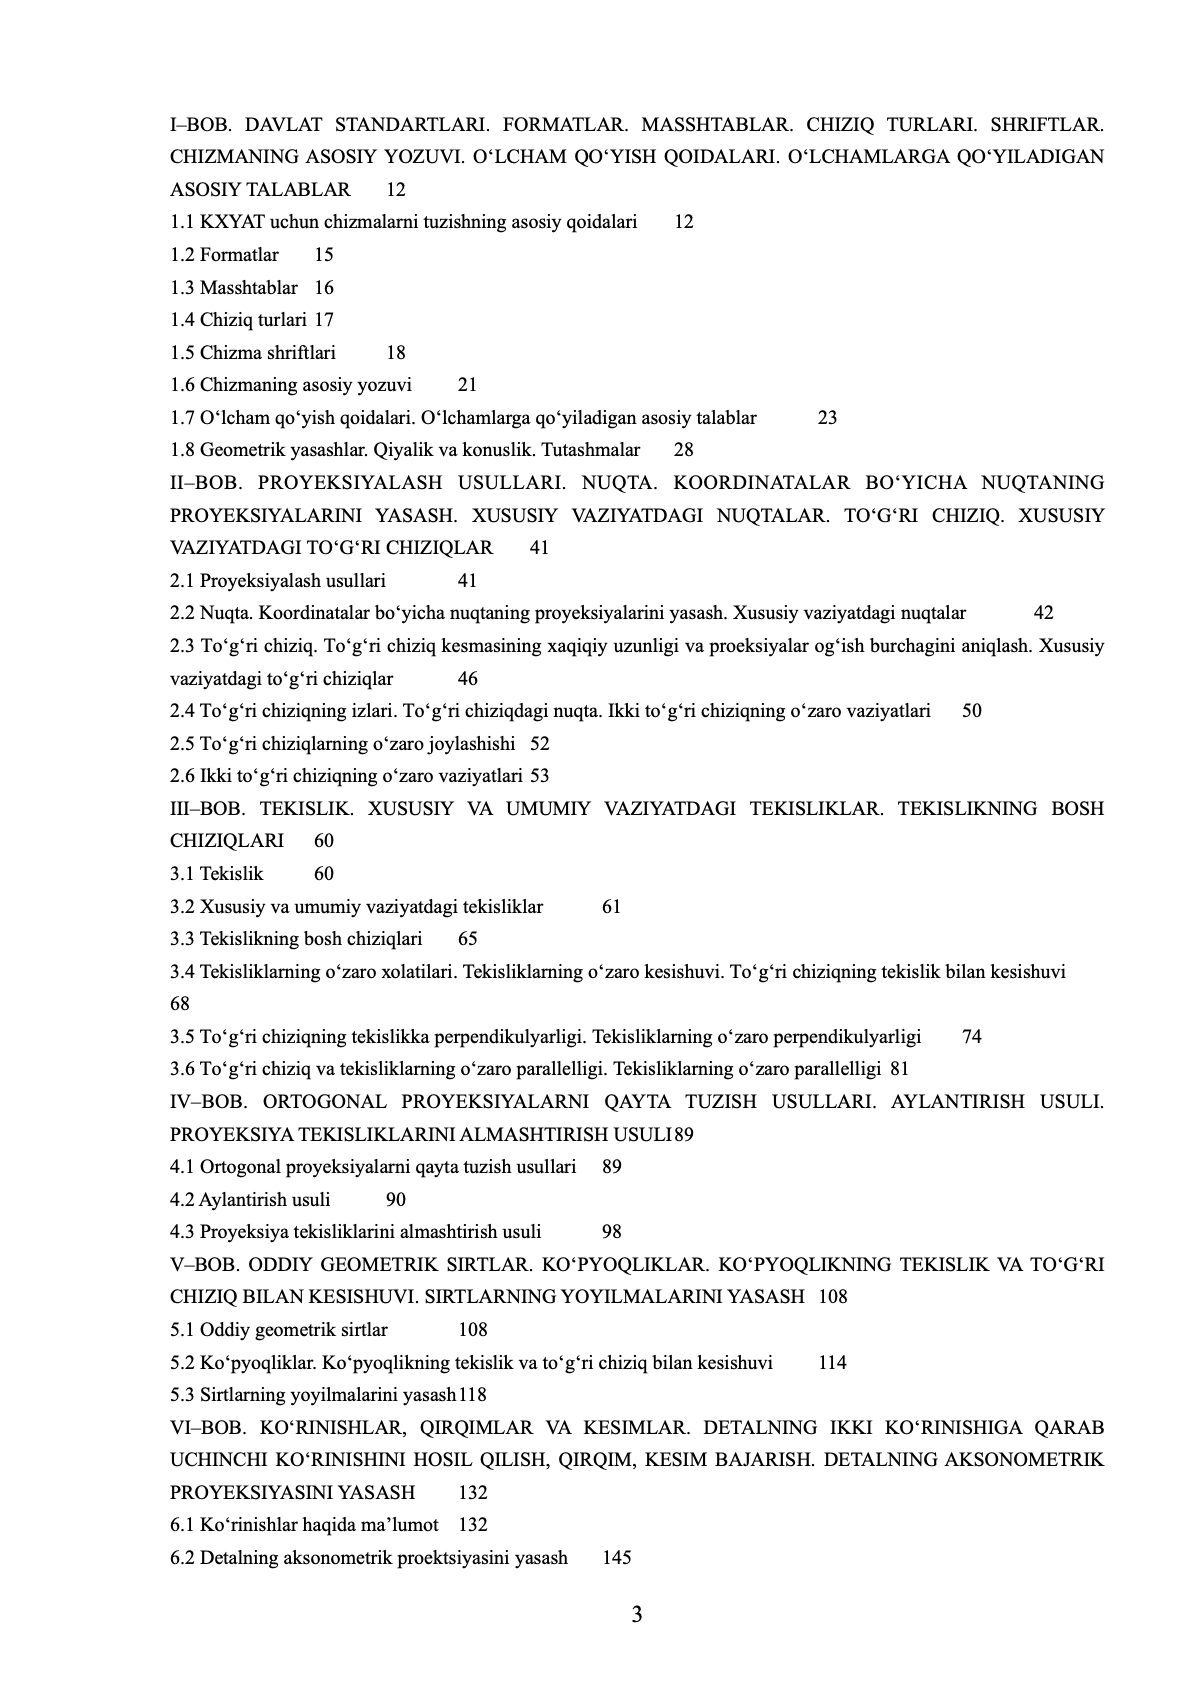 I–BOB. DAVLAT STANDARTLARI. FORMATLAR. MASSHTABLAR. CHIZIQ TURLARI. SHRIFTLAR.
CHIZMANING ASOSIY YOZUVI. O‘LCHAM QO‘YISH QOIDALARI. O‘LCHAMLARGA QO‘YILADIGAN
ASOSIY TALABLAR 12
1.1 KXYAT uchun chizmalarni tuzishning asosiy qoidalari 12
1.2 Formatlar 15
1.3 Masshtablar 16
1.4 Chiziq turlari 17
1.5 Chizma shriftlari 18
1.6 Chizmaning asosiy yozuvi 21
1.7 O‘lcham qo‘yish qoidalari. O‘lchamlarga qo‘yiladigan asosiy talablar 23
1.8 Geometrik yasashlar. Qiyalik va konuslik. Tutashmalar 28
II–BOB. PROYEKSIYALASH USULLARI. NUQTA. KOORDINATALAR BO‘YICHA NUQTANING
PROYEKSIYALARINI YASASH. XUSUSIY VAZIYATDAGI NUQTALAR. TO‘G‘RI CHIZIQ. XUSUSIY
VAZIYATDAGI TO‘G‘RI CHIZIQLAR 41
2.1 Proyeksiyalash usullari 41
2.2 Nuqta. Koordinatalar bo‘yicha nuqtaning proyeksiyalarini yasash. Xususiy vaziyatdagi nuqtalar 42
2.3 To‘g‘ri chiziq. To‘g‘ri chiziq kesmasining xaqiqiy uzunligi va proeksiyalar og‘ish burchagini aniqlash. Xususiy
vaziyatdagi to‘g‘ri chiziqlar 46
2.4 To‘g‘ri chiziqning izlari. To‘g‘ri chiziqdagi nuqta. Ikki to‘g‘ri chiziqning o‘zaro vaziyatlari 50
2.5 To‘g‘ri chiziqlarning o‘zaro joylashishi 52
2.6 Ikki to‘g‘ri chiziqning o‘zaro vaziyatlari 53
III–BOB. TEKISLIK. XUSUSIY VA UMUMIY VAZIYATDAGI TEKISLIKLAR. TEKISLIKNING BOSH
CHIZIQLARI 60
3.1 Tekislik 60
3.2 Xususiy va umumiy vaziyatdagi tekisliklar 61
3.3 Tekislikning bosh chiziqlari 65
3.4 Tekisliklarning o‘zaro xolatilari. Tekisliklarning o‘zaro kesishuvi. To‘g‘ri chiziqning tekislik bilan kesishuvi
68
3.5 To‘g‘ri chiziqning tekislikka perpendikulyarligi. Tekisliklarning o‘zaro perpendikulyarligi 74
3.6 To‘g‘ri chiziq va tekisliklarning o‘zaro parallelligi. Tekisliklarning o‘zaro parallelligi 81
IV–BOB. ORTOGONAL PROYEKSIYALARNI QAYTA TUZISH USULLARI. AYLANTIRISH USULI.
PROYEKSIYA TEKISLIKLARINI ALMASHTIRISH USULI89
4.1 Ortogonal proyeksiyalarni qayta tuzish usullari 89
4.2 Aylantirish usuli 90
4.3 Proyeksiya tekisliklarini almashtirish usuli 98
V–BOB. ODDIY GEOMETRIK SIRTLAR. KO‘PYOQLIKLAR. KO‘PYOQLIKNING TEKISLIK VA TO‘G‘RI
CHIZIQ BILAN KESISHUVI. SIRTLARNING YOYILMALARINI YASASH 108
5.1 Oddiy geometrik sirtlar 108
5.2 Ko‘pyoqliklar. Ko‘pyoqlikning tekislik va to‘g‘ri chiziq bilan kesishuvi 114
5.3 Sirtlarning yoyilmalarini yasash118
VI–BOB. KO‘RINISHLAR, QIRQIMLAR VA KESIMLAR. DETALNING IKKI KO‘RINISHIGA QARAB
UCHINCHI KO‘RINISHINI HOSIL QILISH, QIRQIM, KESIM BAJARISH. DETALNING AKSONOMETRIK
PROYEKSIYASINI YASASH 132
6.1 Ko‘rinishlar haqida ma’lumot 132
6.2 Detalning aksonometrik proektsiyasini yasash 145
3